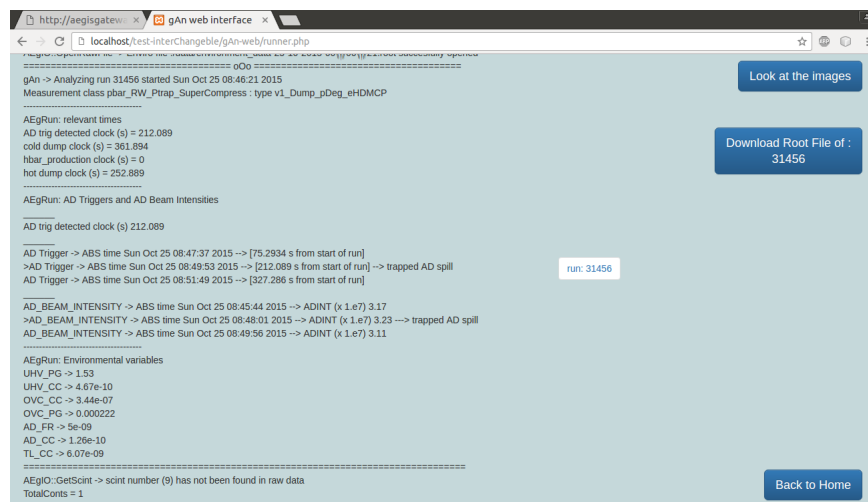 http://aegisgatewa
gAn web interface
localhost/test-interChangeble/gAn-web/runner.php
===================================== oOo =====================================
gAn -> Analyzing run 31456 started Sun Oct 25 08:46:21 2015
Measurement class pbar_RW_Ptrap_SuperCompress : type v1_Dump_pDeg_eHDMCP
-------------------------------------
AEgRun: relevant times
AD trig detected clock (s) = 212.089
cold dump clock (s) = 361.894
hbar_production clock (s) = 0
hot dump clock (s) = 252.889
-------------------------------------
AEgRun: AD Triggers and AD Beam Intensities
______
AD trig detected clock (s) 212.089
______
AD Trigger -> ABS time Sun Oct 25 08:47:37 2015 --> [75.2934 s from start of run]
>AD Trigger -> ABS time Sun Oct 25 08:49:53 2015 --> [212.089 s from start of run] --> trapped AD spill
AD Trigger -> ABS time Sun Oct 25 08:51:49 2015 --> [327.286 s from start of run]
______
AD_BEAM_INTENSITY -> ABS time Sun Oct 25 08:45:44 2015 --> ADINT (x 1.e7) 3.17
>AD_BEAM_INTENSITY -> ABS time Sun Oct 25 08:48:01 2015 --> ADINT (x 1.e7) 3.23 ---> trapped AD spill
AD_BEAM_INTENSITY -> ABS time Sun Oct 25 08:49:56 2015 --> ADINT (x 1.e7) 3.11
-------------------------------------
AEgRun: Environmental variables
UHV_PG -> 1.53
UHV_CC -> 4.67e-10
OVC_CC -> 3.44e-07
OVC_PG -> 0.000222
AD_FR -> 5e-09
AD_CC -> 1.26e-10
TL_CC -> 6.07e-09
===============================================================================
AEgIO::GetScint -> scint number (9) has not been found in raw data
TotalConts = 1
run: 31456
Look at the images
Download Root File of :
31456
Back to Home